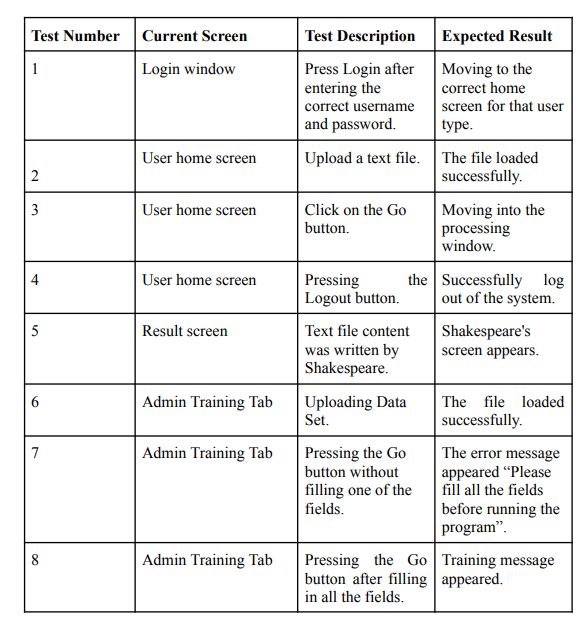 Test Number Current Screen Test Description Expected Result
1 Login window Press Login after Moving to the
entering the correct home
correct username screen for that user
and password. type.
User home screen Upload a text file. The file loaded
2 successfully.
3 User home screen Click on the Go Moving into the
button. processing
window.
4 User home screen Pressing the Successfully log
Logout button. out of the system.
5 Result screen Text file content Shakespeare's
was written by screen appears.
Shakespeare.
6 Admin Training Tab Uploading Data The file loaded
Set. successfully.
7 Admin Training Tab Pressing the Go The error message
button without appeared “Please
filling one of the fill all the fields
fields. before running the
program”.
8 Admin Training Tab Pressing the Go Training message
button after filling appeared.
in all the fields.